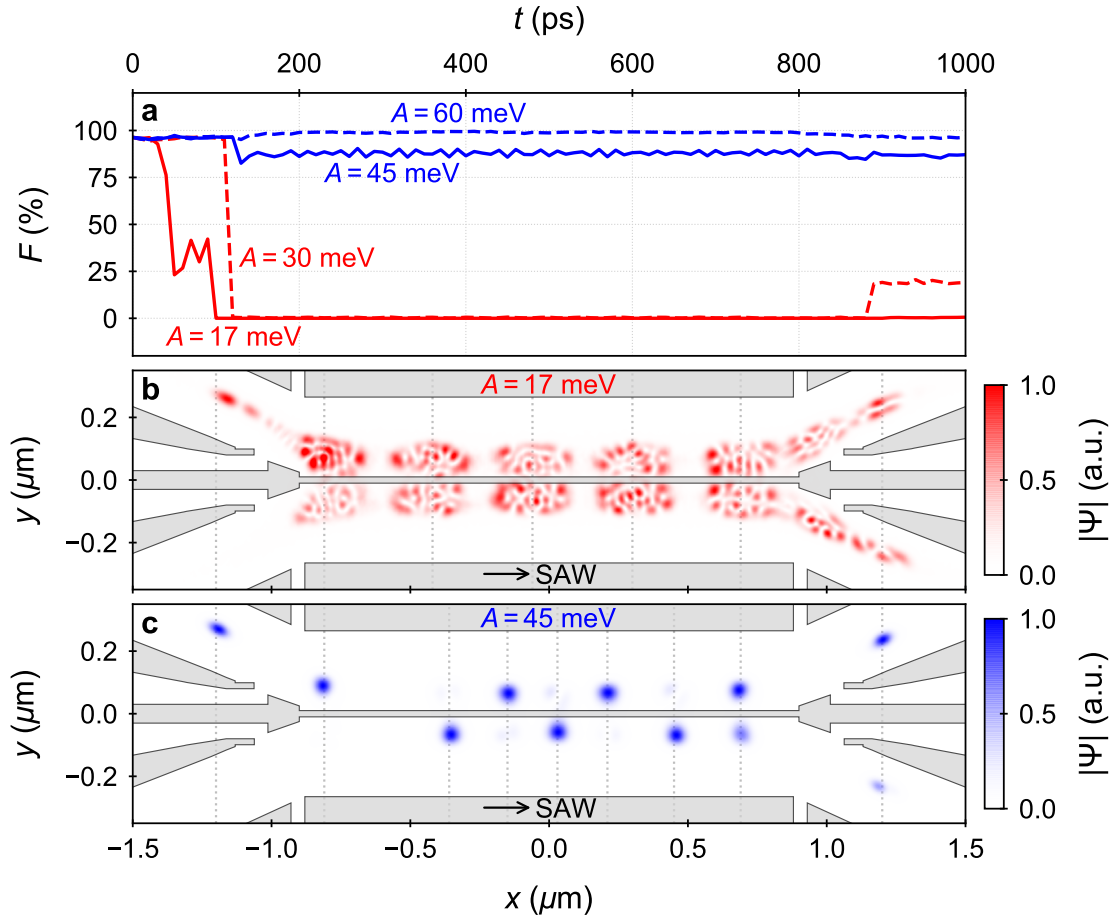 t (ps)
0 200 400 600 800 1000
a
A = 60 meV
A = 45 meV
A = 30 meV
A = 17 meV
100
75
50
25
0
F (%)
b
A = 17 meV
SAW
0.2
0.0
−0.2
y (μm)
1.0
0.5
0.0
|Ψ| (a.u.)
c
A = 45 meV
SAW
0.2
0.0
−0.2
y (μm)
1.0
0.5
0.0
|Ψ| (a.u.)
−1.5 −1.0 −0.5 0.0 0.5 1.0 1.5
x (μm)